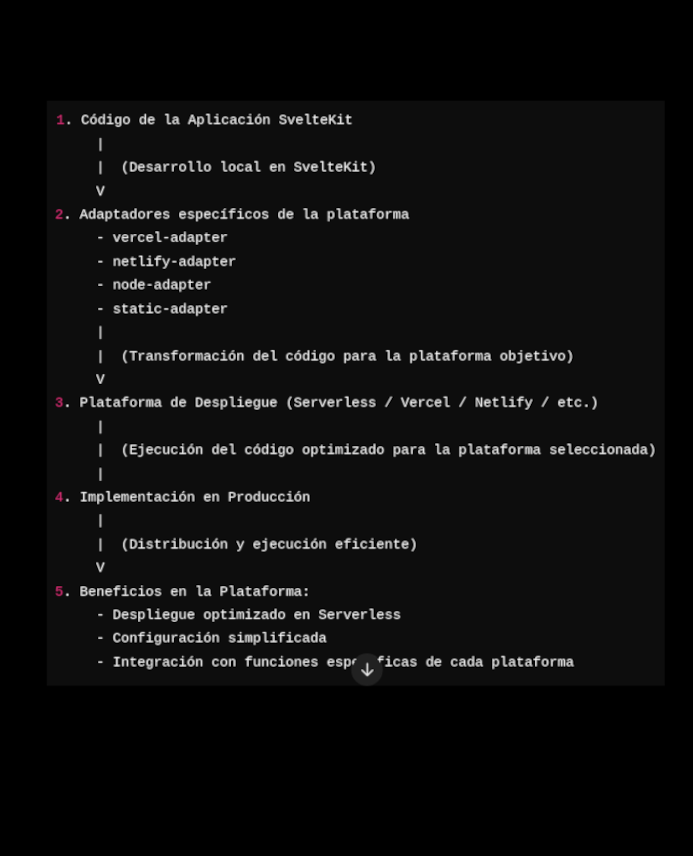 1. Código de la Aplicación SvelteKit
|
| (Desarrollo local en SvelteKit)
V
2. Adaptadores específicos de la plataforma
- vercel-adapter
- netlify-adapter
- node-adapter
- static-adapter
|
| (Transformación del código para la plataforma objetivo)
V
3. Plataforma de Despliegue (Serverless / Vercel / Netlify / etc.)
|
| (Ejecución del código optimizado para la plataforma seleccionada)
|
4. Implementación en Producción
|
| (Distribución y ejecución eficiente)
V
5. Beneficios en la Plataforma:
- Despliegue optimizado en Serverless
- Configuración simplificada
- Integración con funciones específicas de cada plataforma